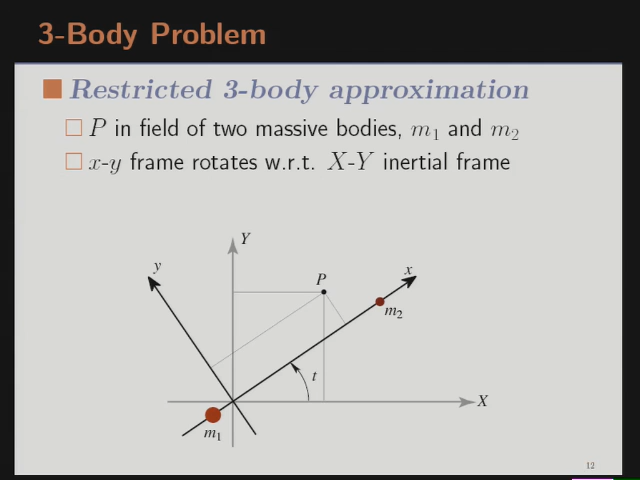 3-Body Problem
Restricted 3-body approximation
P in field of two massive bodies, m₁ and m₂
x-y frame rotates w.r.t. X-Y inertial frame
Y
y
P
x
m₂
t
X
m₁
12